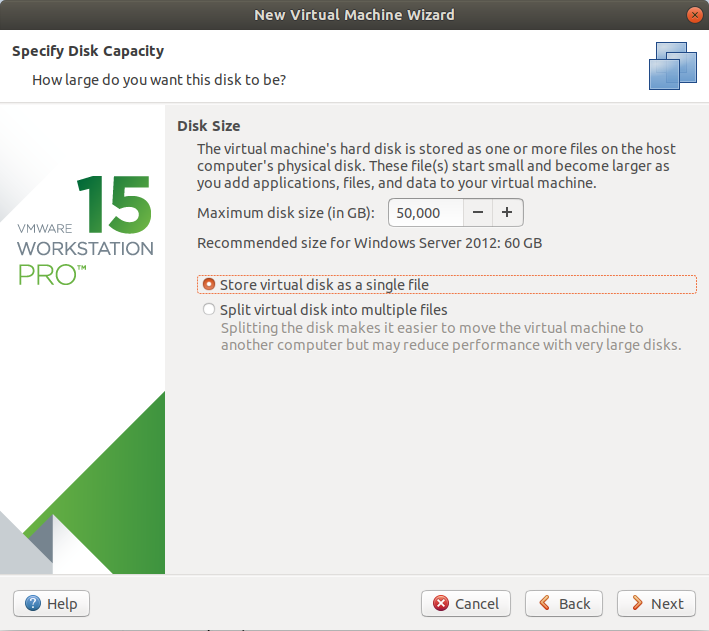 New Virtual Machine Wizard
Specify Disk Capacity
How large do you want this disk to be?
VMWARE 15
WORKSTATION
PRO™
Disk Size
The virtual machine's hard disk is stored as one or more files on the host
computer's physical disk. These file(s) start small and become larger as
you add applications, files, and data to your virtual machine.
Maximum disk size (in GB): 50,000 − +
Recommended size for Windows Server 2012: 60 GB
Store virtual disk as a single file
Split virtual disk into multiple files
Splitting the disk makes it easier to move the virtual machine to
another computer but may reduce performance with very large disks.
Help Cancel Back Next